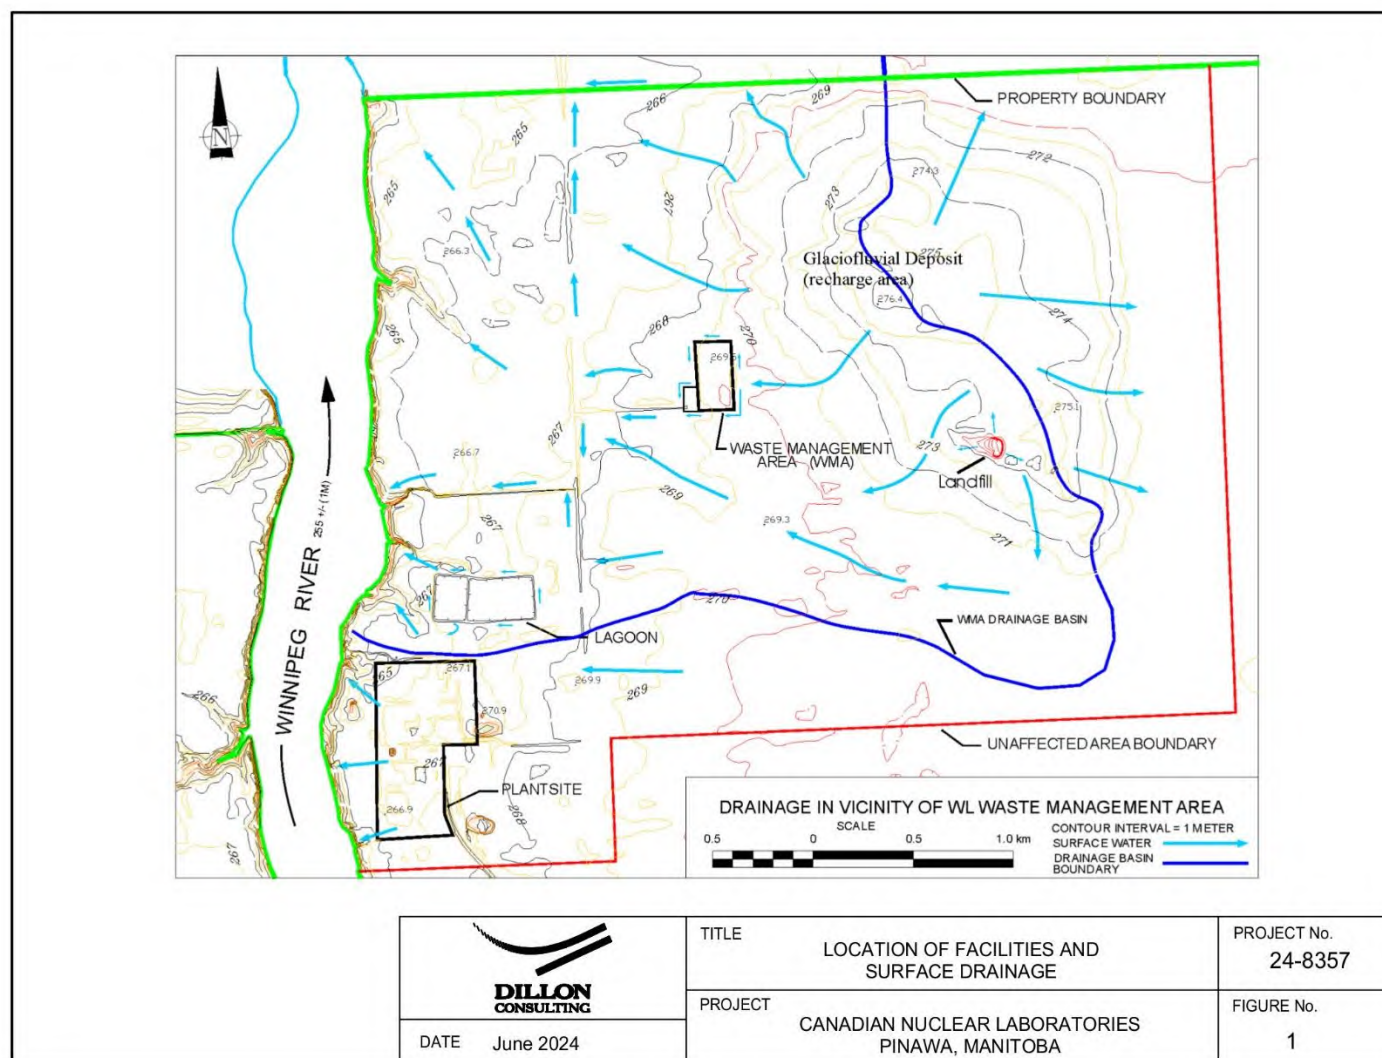 PROPERTY BOUNDARY
269
266
265
272
274.3
273
265
267
275
266.3
Glaciofluvial Deposit
(recharge area)
276.4
N
265
268
270
274
269.5
275.1
267
273
WASTE MANAGEMENT
AREA (WMA)
266.7
Landfill
269
267
269.3
271
WINNIPEG RIVER 255 +/-(1M)
267
270
WMA DRAINAGE BASIN
LAGOON
265
267.1
269.9
269
266
270.9
UNAFFECTED AREA BOUNDARY
267
PLANTSITE
266.9
268
267
DRAINAGE IN VICINITY OF WL WASTE MANAGEMENT AREA
SCALE
0.5 0 0.5 1.0 km
CONTOUR INTERVAL = 1 METER
SURFACE WATER
DRAINAGE BASIN
BOUNDARY
DILLON
CONSULTING
DATE June 2024
TITLE
LOCATION OF FACILITIES AND
SURFACE DRAINAGE
PROJECT
CANADIAN NUCLEAR LABORATORIES
PINAWA, MANITOBA
PROJECT No.
24-8357
FIGURE No.
1